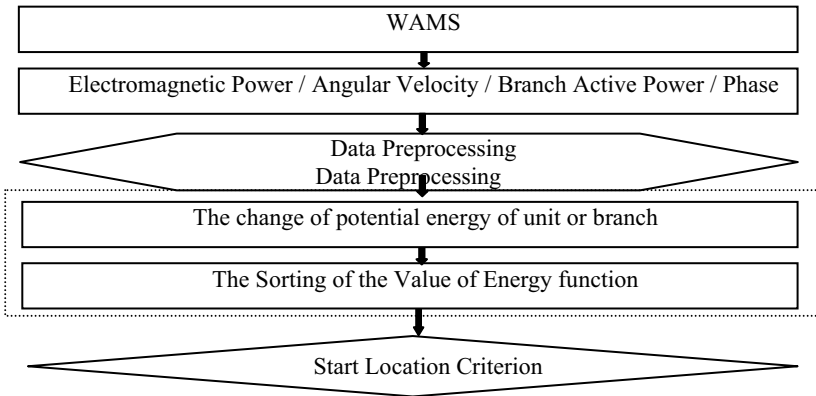 WAMS
Electromagnetic Power / Angular Velocity / Branch Active Power / Phase
Data Preprocessing
Data Preprocessing
The change of potential energy of unit or branch
The Sorting of the Value of Energy function
Start Location Criterion